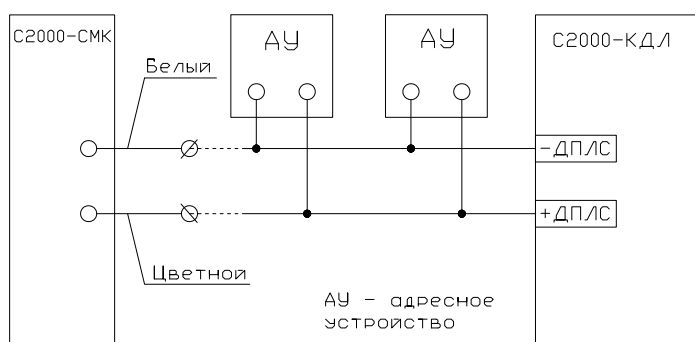 С2000-СМК
АУ
АУ
С2000-КДЛ
Белый
-ДПЛС
+ДПЛС
Цветной
АУ - адресное
устройство